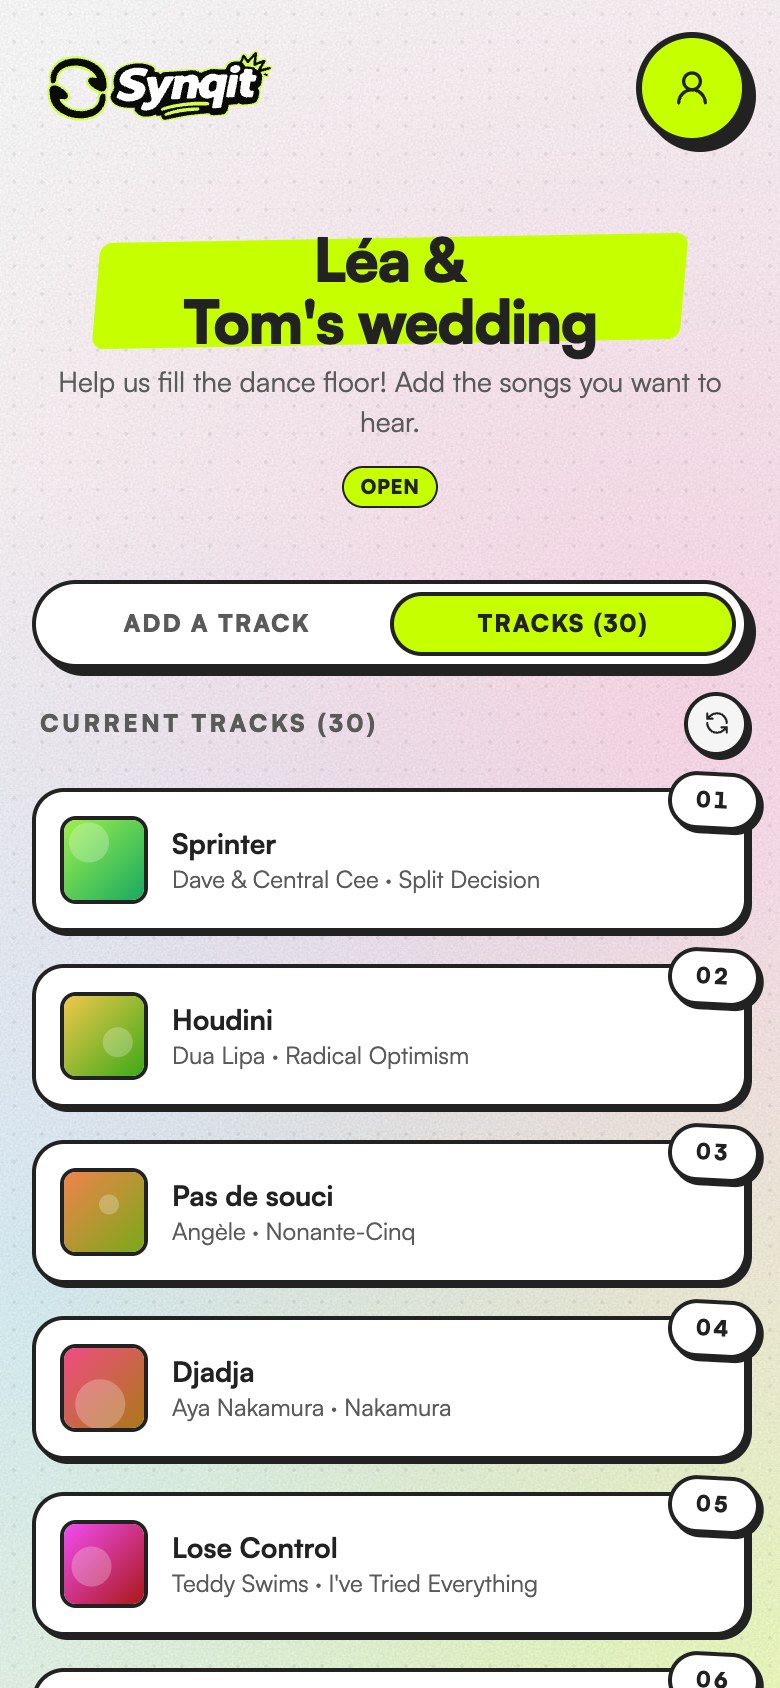 Synqit
Léa &
Tom's wedding
Help us fill the dance floor! Add the songs you want to
hear.
OPEN
ADD A TRACK
TRACKS (30)
CURRENT TRACKS (30)
01
Sprinter
Dave & Central Cee · Split Decision
02
Houdini
Dua Lipa · Radical Optimism
03
Pas de souci
Angèle · Nonante-Cinq
04
Djadja
Aya Nakamura · Nakamura
05
Lose Control
Teddy Swims · I've Tried Everything
06